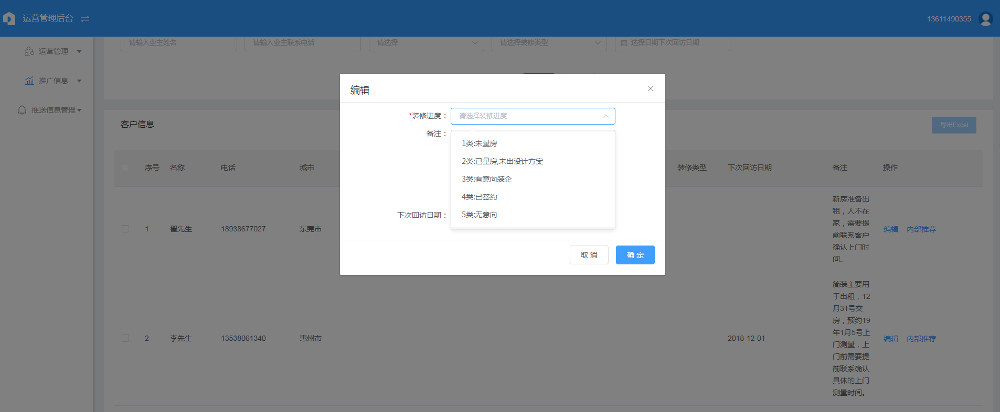 运营管理后台
13611490355
运营管理
推广信息
推送信息管理
请输入业主姓名
请输入业主联系电话
请选择
请选择装修类型
选择日期下次回访日期
编辑
*装修进度：
请选择装修进度
备注：
1类:未量房
2类:已量房,未出设计方案
3类:有意向装企
4类:已签约
5类:无意向
下次回访日期：
取 消
确 定
客户信息
导出Excel
序号 名称 电话 城市 装修类型 下次回访日期 备注 操作
1 翟先生 18938677027 东莞市
新房准备出
租，人不在
家，需要提
前联系客户
确认上门时
间。
编辑 内部推荐
2 李先生 13538061340 惠州市 2018-12-01
简装主要用
于出租，12
月31号交
房，预约19
年1月5号上
门测量，上
门前需要提
前联系确认
具体的上门
测量时间。
编辑 内部推荐